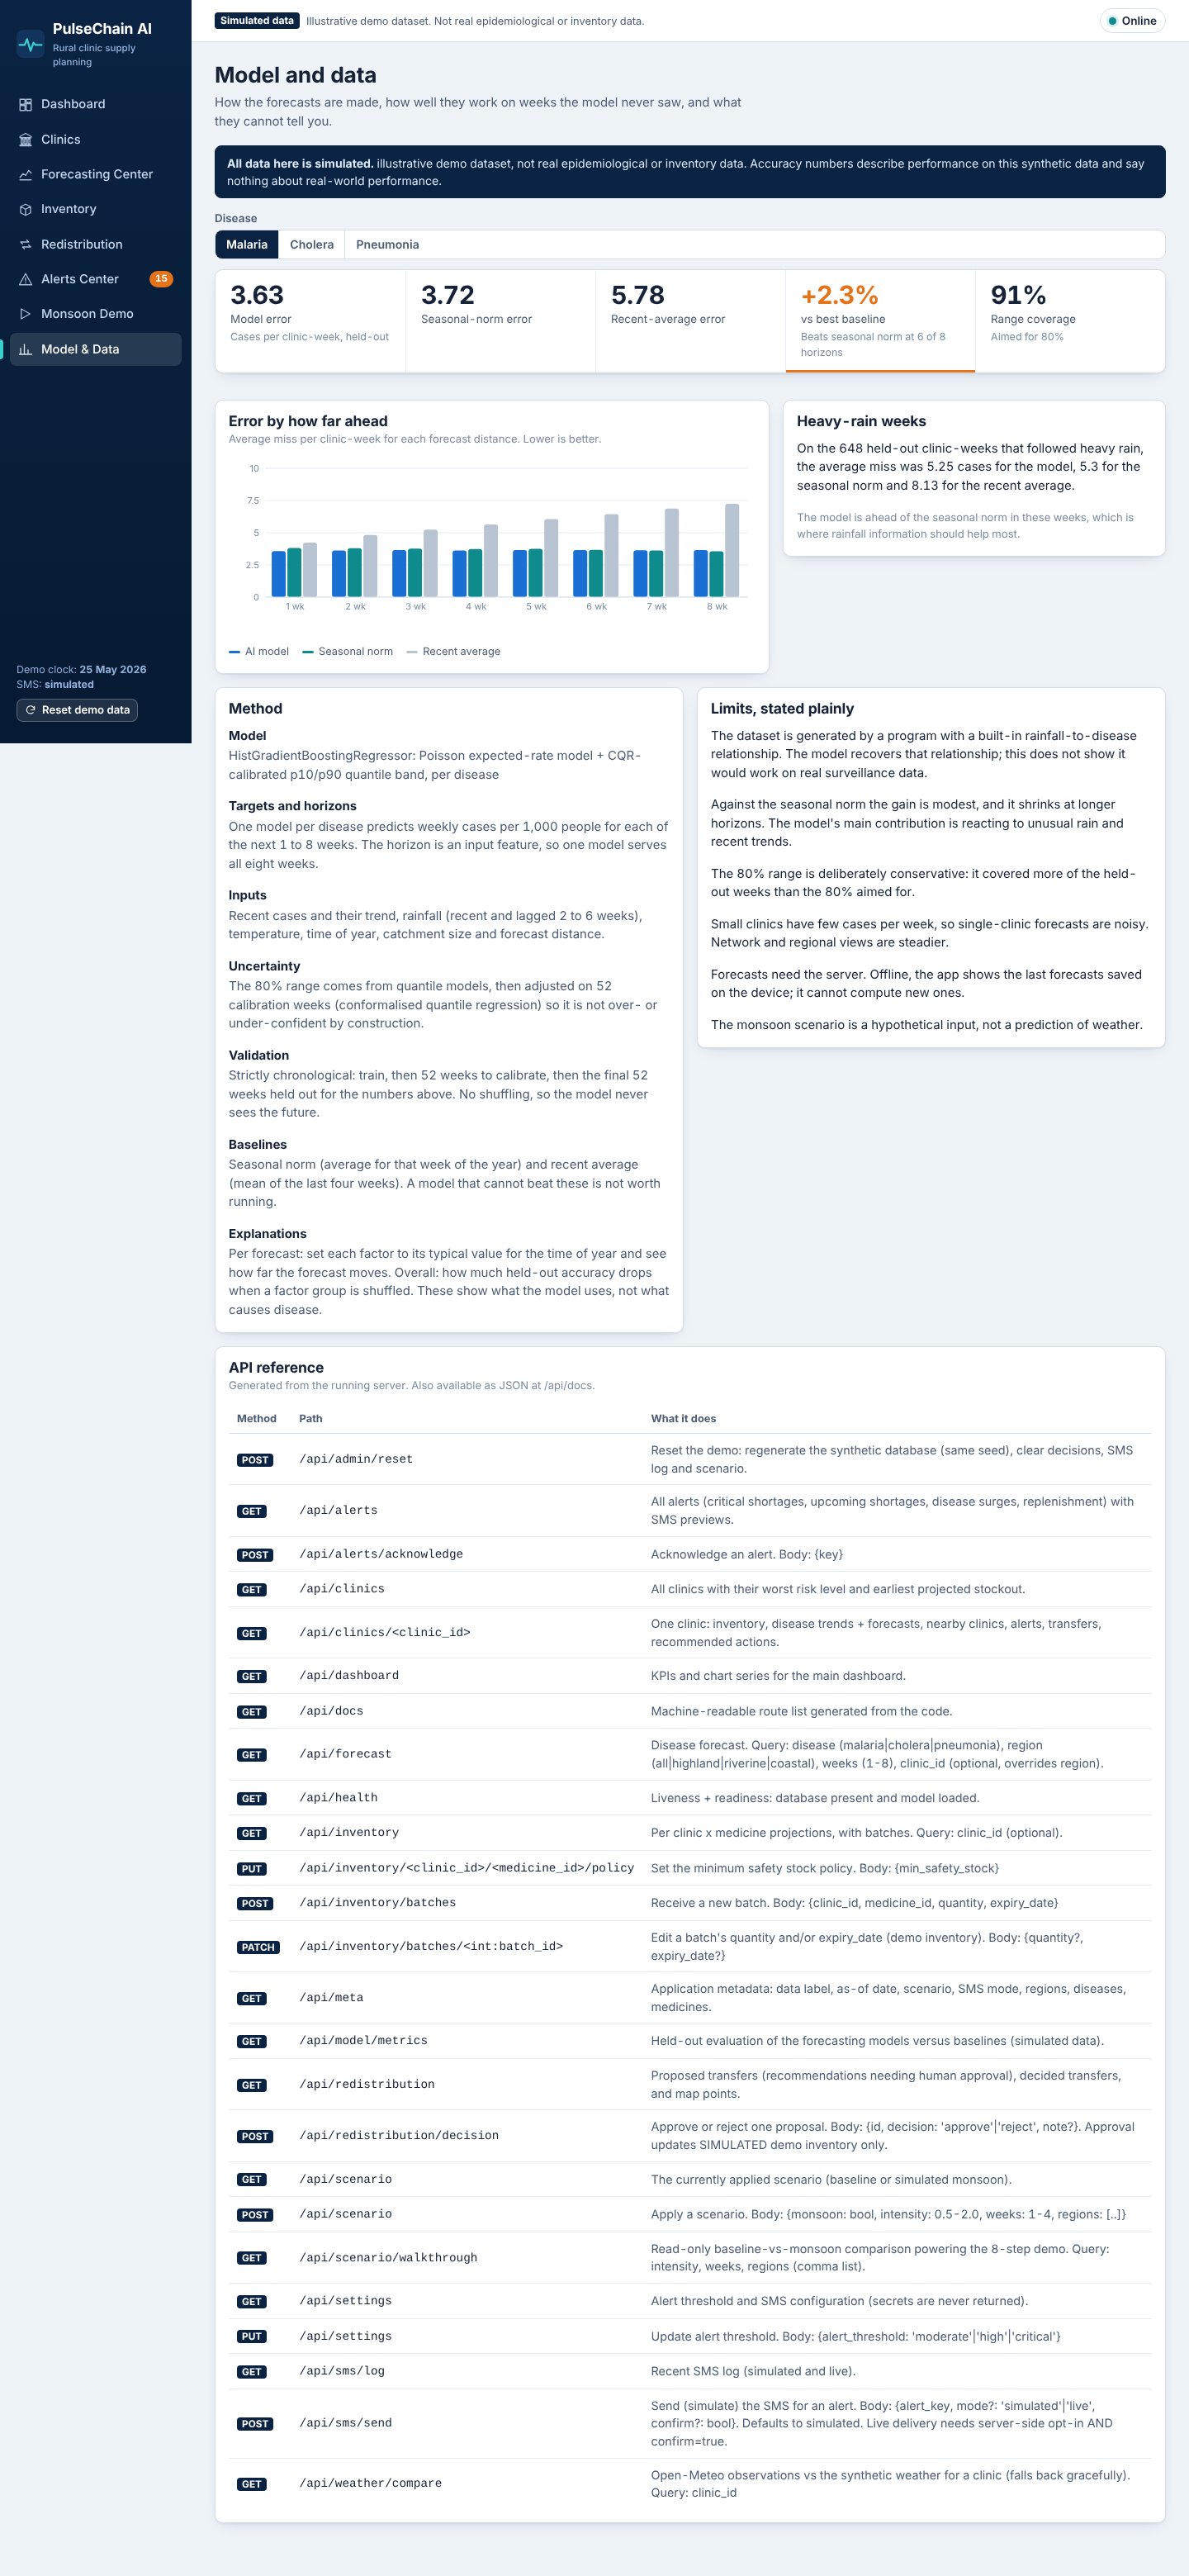 PulseChain AI
Rural clinic supply
planning
Dashboard
Clinics
Forecasting Center
Inventory
Redistribution
Alerts Center 15
Monsoon Demo
Model & Data
Demo clock: 25 May 2026
SMS: simulated
Reset demo data
Simulated data Illustrative demo dataset. Not real epidemiological or inventory data.
Online
Model and data
How the forecasts are made, how well they work on weeks the model never saw, and what
they cannot tell you.
All data here is simulated. illustrative demo dataset, not real epidemiological or inventory data. Accuracy numbers describe performance on this synthetic data and say
nothing about real-world performance.
Disease
Malaria Cholera Pneumonia
3.63
Model error
Cases per clinic-week, held-out
3.72
Seasonal-norm error
5.78
Recent-average error
+2.3%
vs best baseline
Beats seasonal norm at 6 of 8
horizons
91%
Range coverage
Aimed for 80%
Error by how far ahead
Average miss per clinic-week for each forecast distance. Lower is better.
10
7.5
5
2.5
0
1 wk 2 wk 3 wk 4 wk 5 wk 6 wk 7 wk 8 wk
AI model Seasonal norm Recent average
Heavy-rain weeks
On the 648 held-out clinic-weeks that followed heavy rain,
the average miss was 5.25 cases for the model, 5.3 for the
seasonal norm and 8.13 for the recent average.
The model is ahead of the seasonal norm in these weeks, which is
where rainfall information should help most.
Method
Model
HistGradientBoostingRegressor: Poisson expected-rate model + CQR-
calibrated p10/p90 quantile band, per disease
Targets and horizons
One model per disease predicts weekly cases per 1,000 people for each of
the next 1 to 8 weeks. The horizon is an input feature, so one model serves
all eight weeks.
Inputs
Recent cases and their trend, rainfall (recent and lagged 2 to 6 weeks),
temperature, time of year, catchment size and forecast distance.
Uncertainty
The 80% range comes from quantile models, then adjusted on 52
calibration weeks (conformalised quantile regression) so it is not over- or
under-confident by construction.
Validation
Strictly chronological: train, then 52 weeks to calibrate, then the final 52
weeks held out for the numbers above. No shuffling, so the model never
sees the future.
Baselines
Seasonal norm (average for that week of the year) and recent average
(mean of the last four weeks). A model that cannot beat these is not worth
running.
Explanations
Per forecast: set each factor to its typical value for the time of year and see
how far the forecast moves. Overall: how much held-out accuracy drops
when a factor group is shuffled. These show what the model uses, not what
causes disease.
Limits, stated plainly
The dataset is generated by a program with a built-in rainfall-to-disease
relationship. The model recovers that relationship; this does not show it
would work on real surveillance data.
Against the seasonal norm the gain is modest, and it shrinks at longer
horizons. The model's main contribution is reacting to unusual rain and
recent trends.
The 80% range is deliberately conservative: it covered more of the held-
out weeks than the 80% aimed for.
Small clinics have few cases per week, so single-clinic forecasts are noisy.
Network and regional views are steadier.
Forecasts need the server. Offline, the app shows the last forecasts saved
on the device; it cannot compute new ones.
The monsoon scenario is a hypothetical input, not a prediction of weather.
API reference
Generated from the running server. Also available as JSON at /api/docs.
Method Path What it does
POST /api/admin/reset Reset the demo: regenerate the synthetic database (same seed), clear decisions, SMS
log and scenario.
GET /api/alerts All alerts (critical shortages, upcoming shortages, disease surges, replenishment) with
SMS previews.
POST /api/alerts/acknowledge Acknowledge an alert. Body: {key}
GET /api/clinics All clinics with their worst risk level and earliest projected stockout.
GET /api/clinics/<clinic_id> One clinic: inventory, disease trends + forecasts, nearby clinics, alerts, transfers,
recommended actions.
GET /api/dashboard KPIs and chart series for the main dashboard.
GET /api/docs Machine-readable route list generated from the code.
GET /api/forecast Disease forecast. Query: disease (malaria|cholera|pneumonia), region
(all|highland|riverine|coastal), weeks (1-8), clinic_id (optional, overrides region).
GET /api/health Liveness + readiness: database present and model loaded.
GET /api/inventory Per clinic x medicine projections, with batches. Query: clinic_id (optional).
PUT /api/inventory/<clinic_id>/<medicine_id>/policy Set the minimum safety stock policy. Body: {min_safety_stock}
POST /api/inventory/batches Receive a new batch. Body: {clinic_id, medicine_id, quantity, expiry_date}
PATCH /api/inventory/batches/<int:batch_id> Edit a batch's quantity and/or expiry_date (demo inventory). Body: {quantity?,
expiry_date?}
GET /api/meta Application metadata: data label, as-of date, scenario, SMS mode, regions, diseases,
medicines.
GET /api/model/metrics Held-out evaluation of the forecasting models versus baselines (simulated data).
GET /api/redistribution Proposed transfers (recommendations needing human approval), decided transfers,
and map points.
POST /api/redistribution/decision Approve or reject one proposal. Body: {id, decision: 'approve'|'reject', note?}. Approval
updates SIMULATED demo inventory only.
GET /api/scenario The currently applied scenario (baseline or simulated monsoon).
POST /api/scenario Apply a scenario. Body: {monsoon: bool, intensity: 0.5-2.0, weeks: 1-4, regions: [..]}
GET /api/scenario/walkthrough Read-only baseline-vs-monsoon comparison powering the 8-step demo. Query:
intensity, weeks, regions (comma list).
GET /api/settings Alert threshold and SMS configuration (secrets are never returned).
PUT /api/settings Update alert threshold. Body: {alert_threshold: 'moderate'|'high'|'critical'}
GET /api/sms/log Recent SMS log (simulated and live).
POST /api/sms/send Send (simulate) the SMS for an alert. Body: {alert_key, mode?: 'simulated'|'live',
confirm?: bool}. Defaults to simulated. Live delivery needs server-side opt-in AND
confirm=true.
GET /api/weather/compare Open-Meteo observations vs the synthetic weather for a clinic (falls back gracefully).
Query: clinic_id